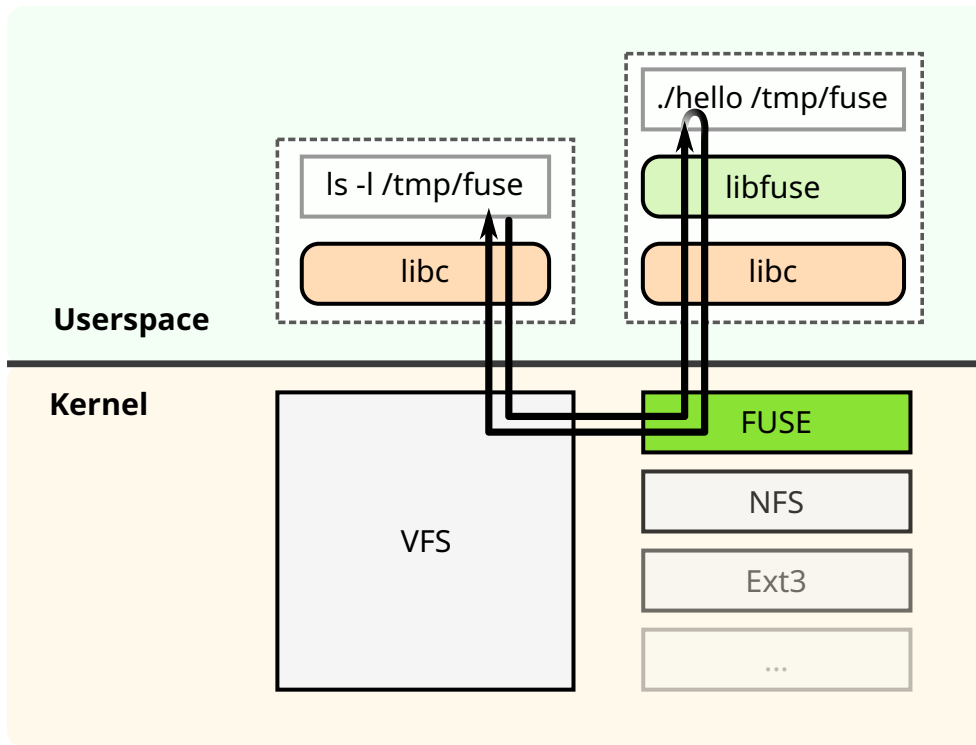 ./hello /tmp/fuse
ls -l /tmp/fuse
libfuse
libc
libc
Userspace
Kernel
FUSE
NFS
VFS
Ext3
...